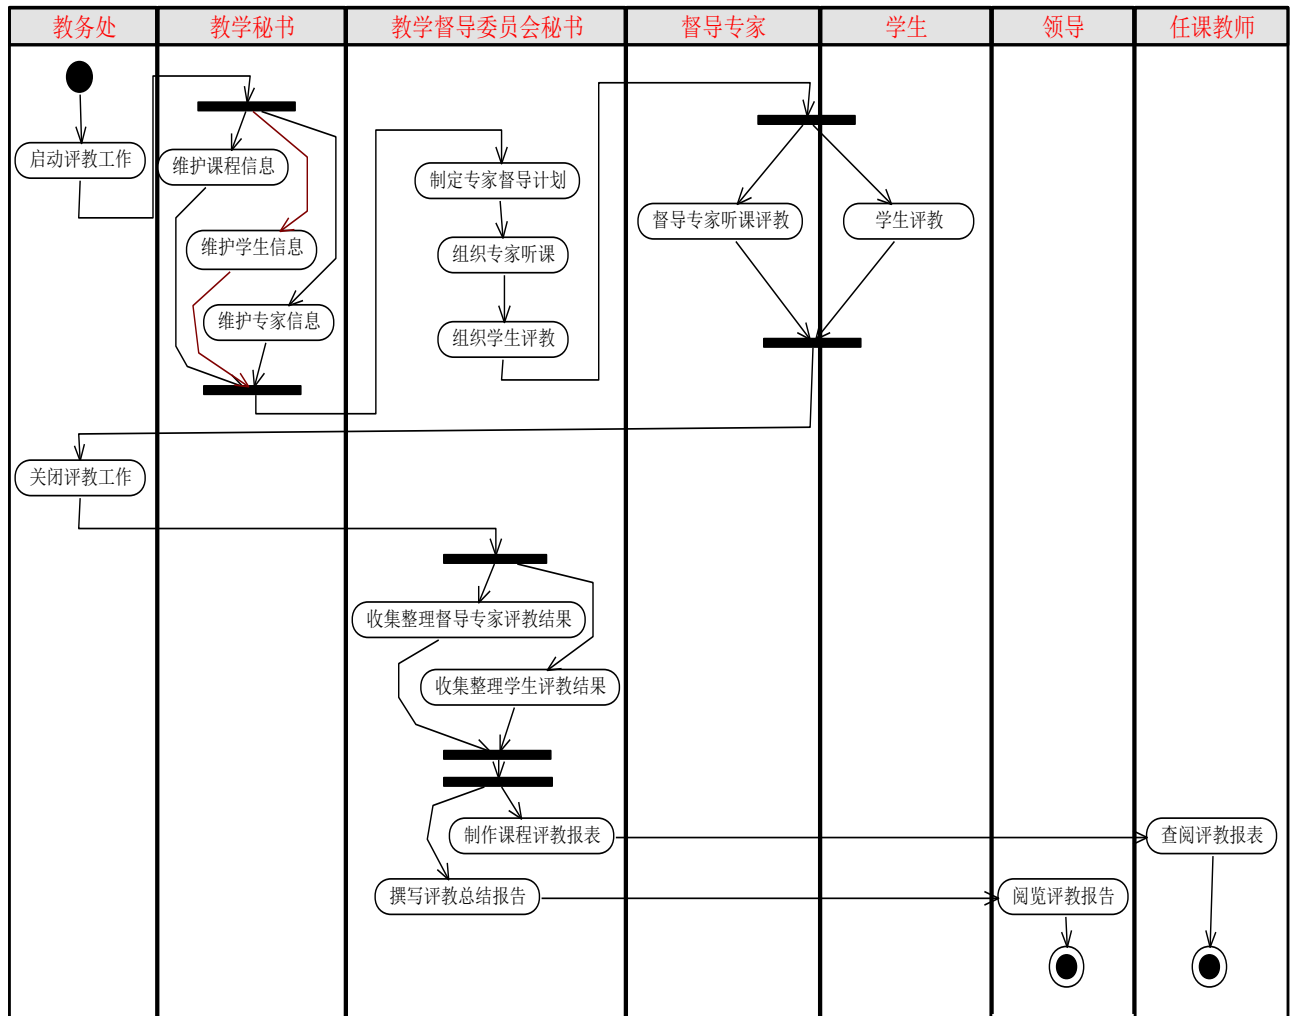 教务处
教学秘书
教学督导委员会秘书
督导专家
学生
领导
任课教师
启动评教工作
维护课程信息
维护学生信息
维护专家信息
制定专家督导计划
组织专家听课
组织学生评教
督导专家听课评教
学生评教
关闭评教工作
收集整理督导专家评教结果
收集整理学生评教结果
制作课程评教报表
查阅评教报表
撰写评教总结报告
阅览评教报告